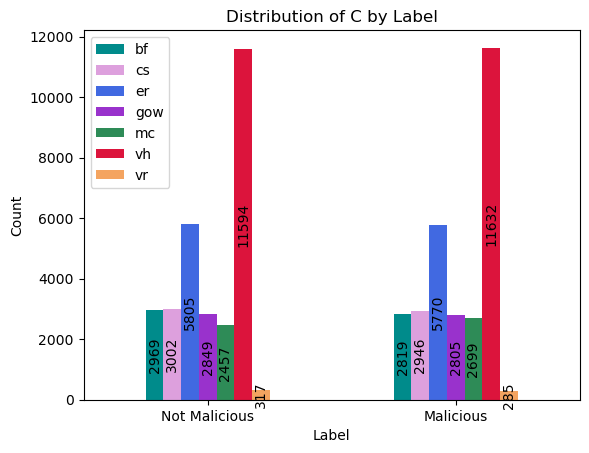 Distribution of C by Label
12000
10000
8000
6000
4000
2000
0
Count
bf
cs
er
gow
mc
vh
vr
2969
3002
5805
2849
2457
11594
317
2819
2946
5770
2805
2699
11632
285
Not Malicious
Malicious
Label